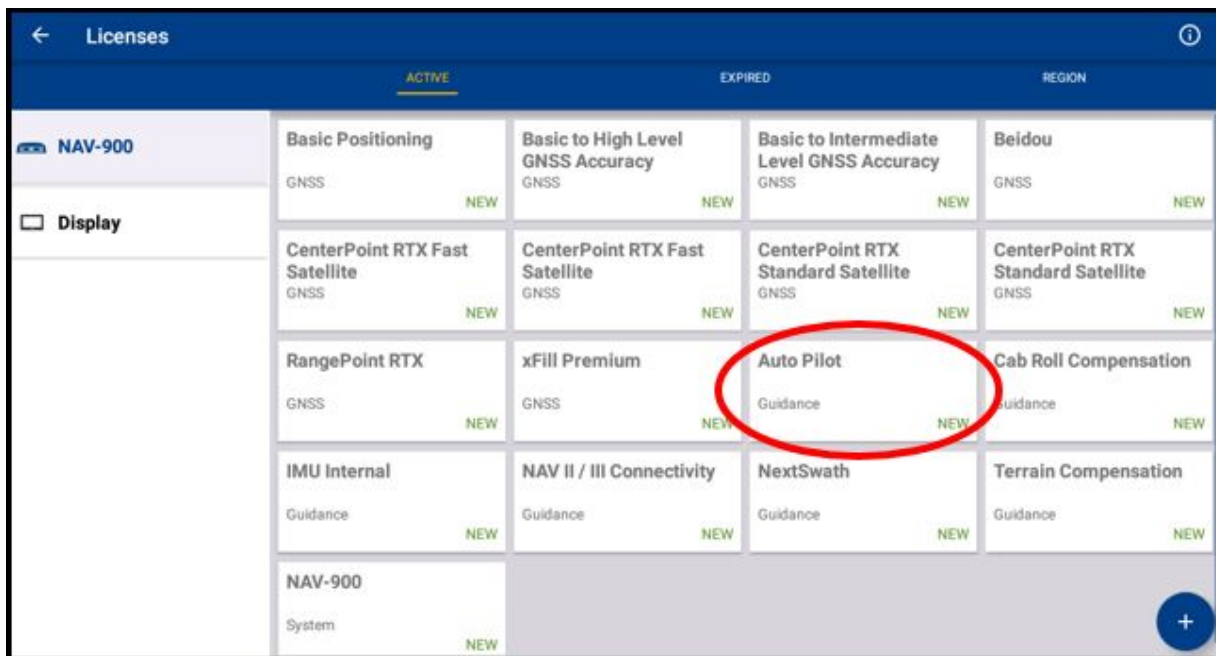 Licenses
ACTIVE
EXPIRED
REGION
NAV-900
Display
Basic Positioning
GNSS
NEW
Basic to High Level
GNSS Accuracy
GNSS
NEW
Basic to Intermediate
Level GNSS Accuracy
GNSS
NEW
Beidou
GNSS
NEW
CenterPoint RTX Fast
Satellite
GNSS
NEW
CenterPoint RTX Fast
Satellite
GNSS
NEW
CenterPoint RTX
Standard Satellite
GNSS
NEW
CenterPoint RTX
Standard Satellite
GNSS
NEW
RangePoint RTX
GNSS
NEW
xFill Premium
GNSS
NEW
Auto Pilot
Guidance
NEW
Cab Roll Compensation
Guidance
NEW
IMU Internal
Guidance
NEW
NAV II / III Connectivity
Guidance
NEW
NextSwath
Guidance
NEW
Terrain Compensation
Guidance
NEW
NAV-900
System
NEW